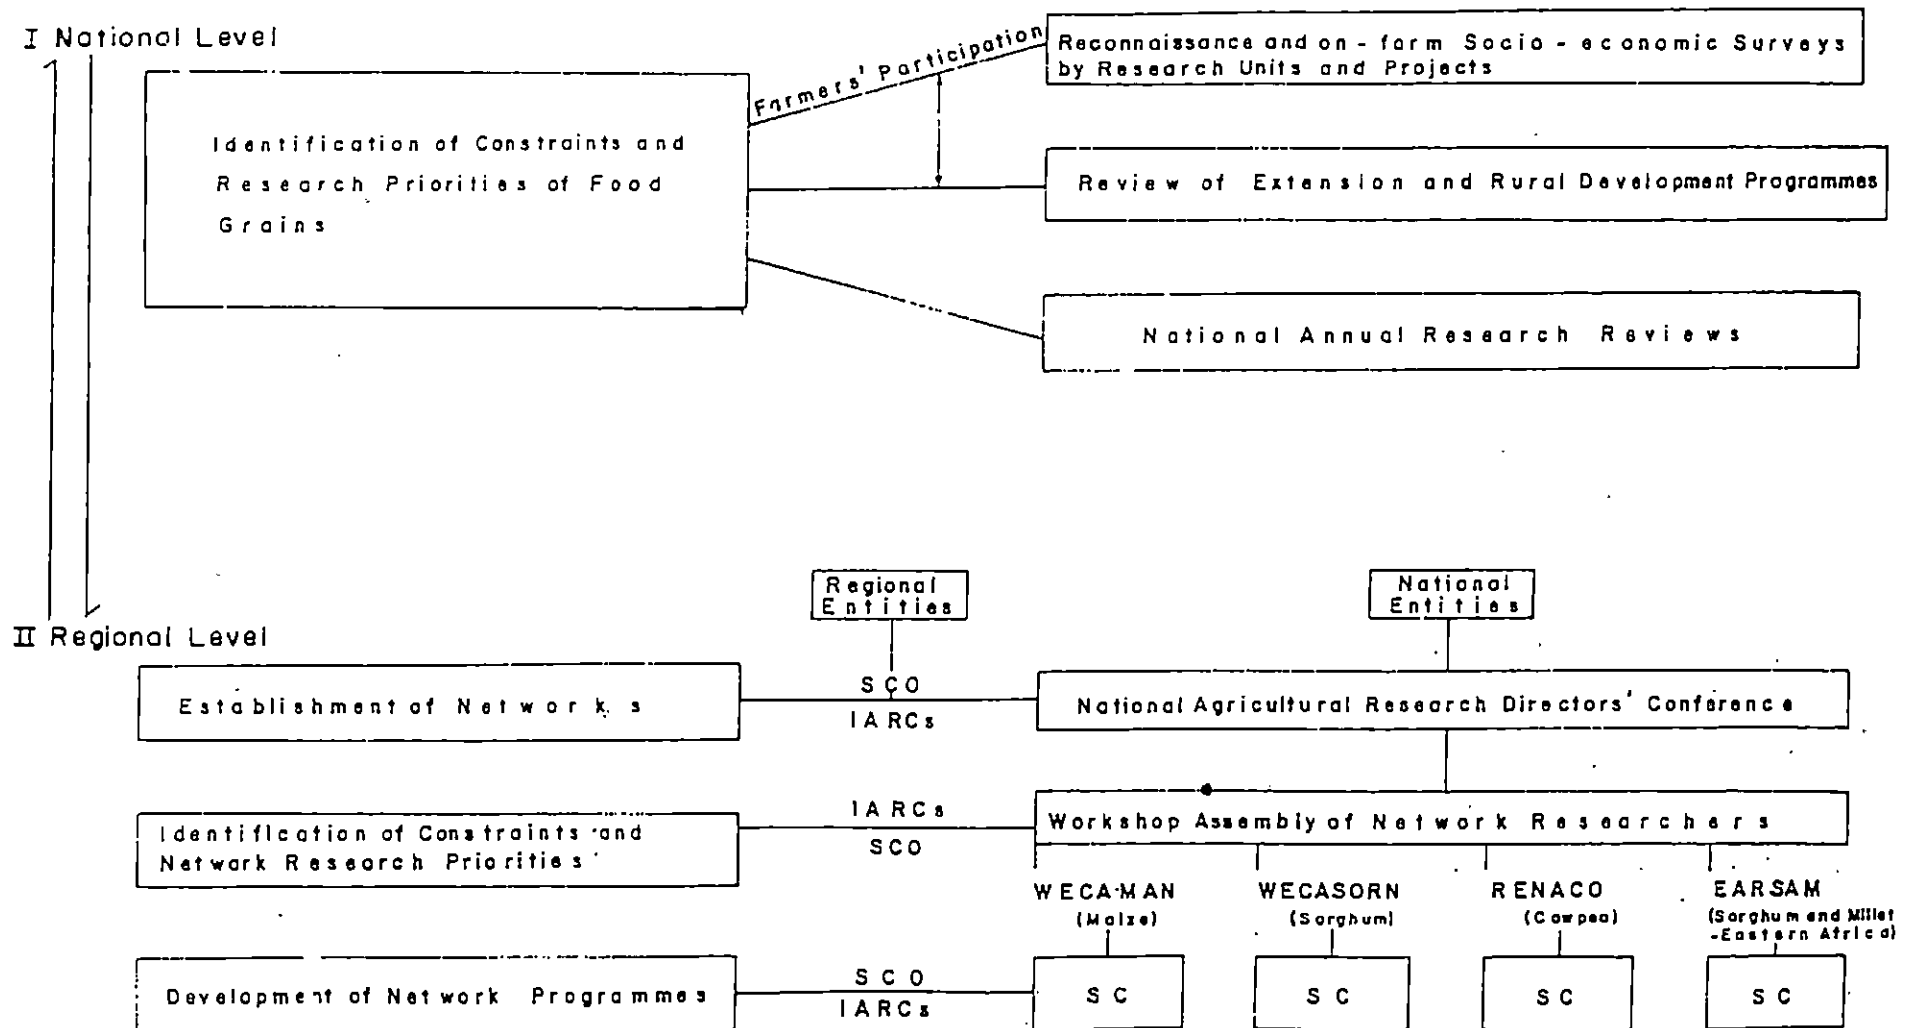 I National Level
Farmers' Participation
Reconnaissance and on - farm Socio - economic Surveys
by Research Units and Projects
Identification of Constraints and
Research Priorities of Food
Grains
Review of Extension and Rural Development Programmes
National Annual Research Reviews
Regional
Entities
National
Entities
II Regional Level
Establishment of Networks
SCO
IARCs
National Agricultural Research Directors' Conference
Identification of Constraints and
Network Research Priorities
IARCs
SCO
Workshop Assembly of Network Researchers
WECAMAN
(Maize)
WECASORN
(Sorghum)
RENACO
(Cowpea)
EARSAM
(Sorghum and Millet
-Eastern Africa)
Development of Network Programmes
SCO
IARCs
SC
SC
SC
SC